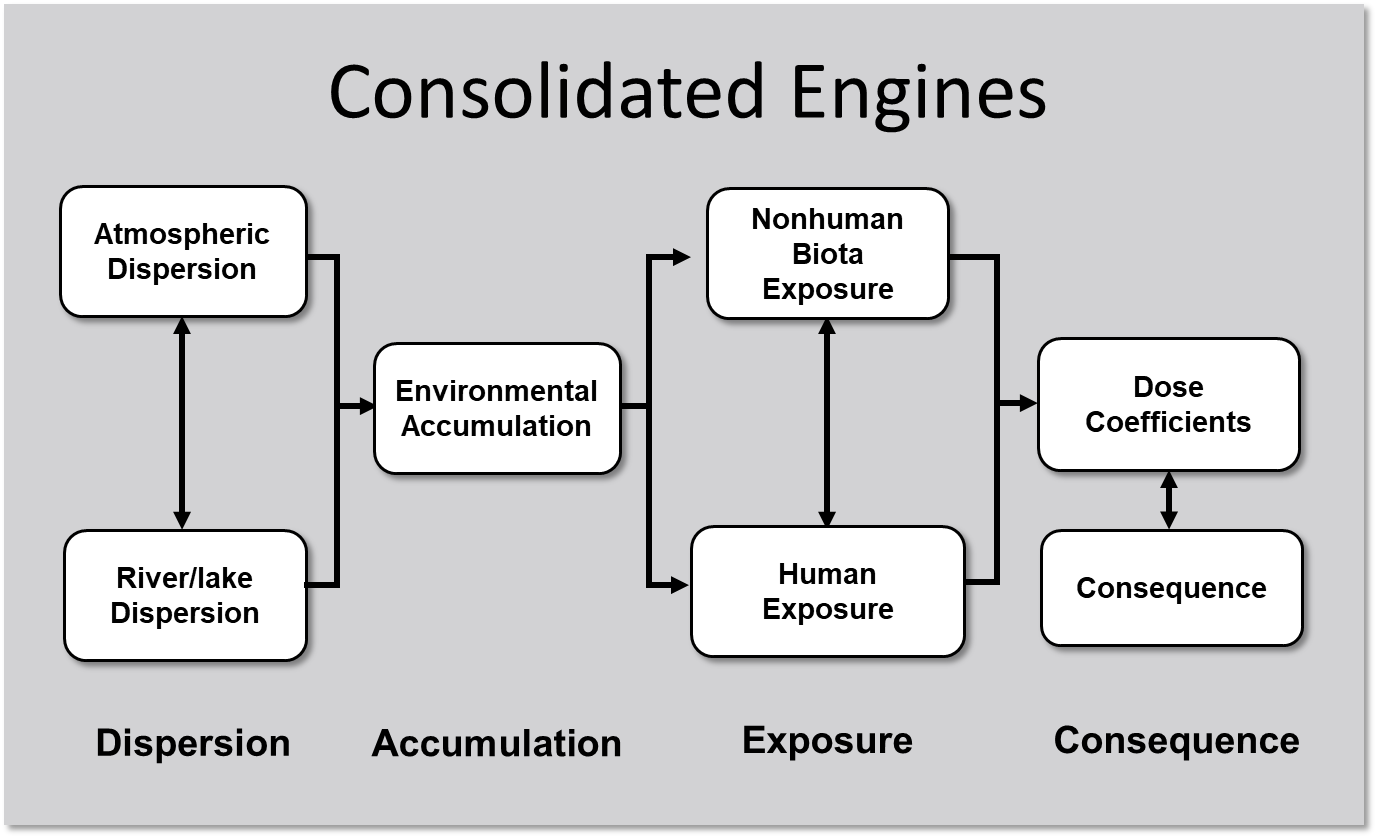 Consolidated Engines
Atmospheric
Dispersion
River/lake
Dispersion
Environmental
Accumulation
Nonhuman
Biota
Exposure
Human
Exposure
Dose
Coefficients
Consequence
Dispersion
Accumulation
Exposure
Consequence